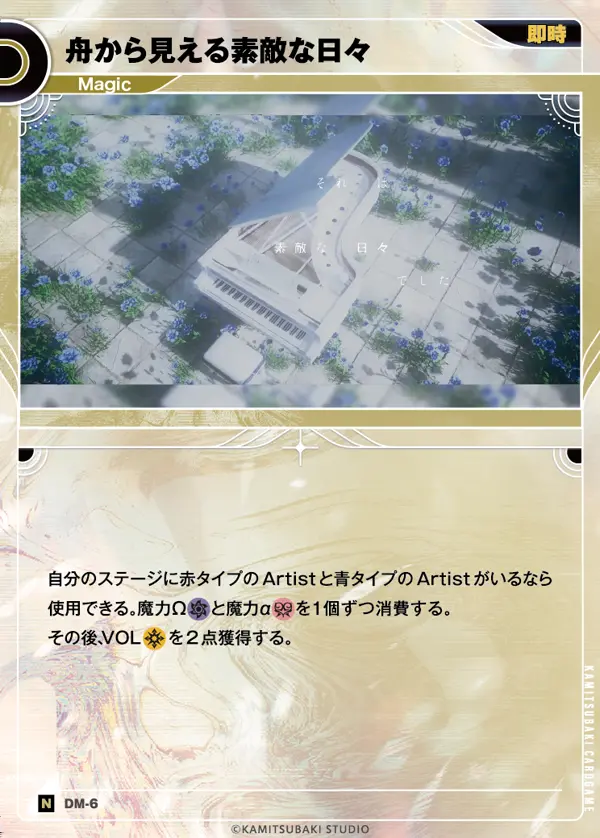 舟から見える素敵な日々
即時
Magic
それは
素敵な 日々
でした
自分のステージに赤タイプの Artistと青タイプの Artistがいるなら
使用できる。魔力Ωと魔力αを1個ずつ消費する。
その後、VOLを2点獲得する。
KAMITSUBAKI CARDGAME
N DM-6
©KAMITSUBAKI STUDIO